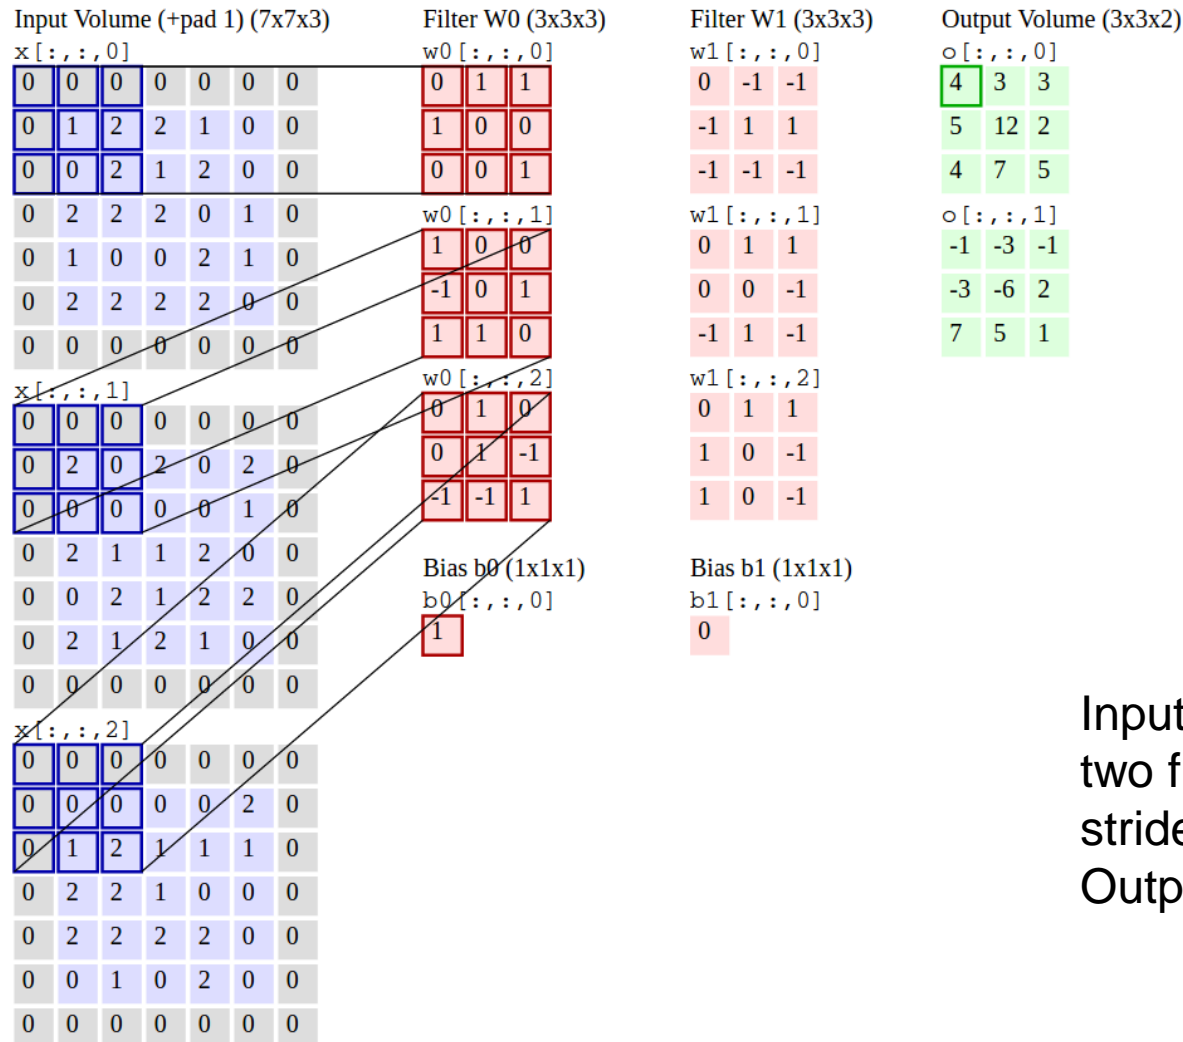 Input Volume (+pad 1) (7x7x3)
x[:,:,0]
0 0 0 0 0 0 0
0 1 2 2 1 0 0
0 0 2 1 2 0 0
0 2 2 2 0 1 0
0 1 0 0 2 1 0
0 2 2 2 2 0 0
0 0 0 0 0 0 0
x[:,:,1]
0 0 0 0 0 0 0
0 2 0 2 0 2 0
0 0 0 0 0 1 0
0 2 1 1 2 0 0
0 0 2 1 2 2 0
0 2 1 2 1 0 0
0 0 0 0 0 0 0
x[:,:,2]
0 0 0 0 0 0 0
0 0 0 0 0 2 0
0 1 2 1 1 1 0
0 2 2 1 0 0 0
0 2 2 2 2 0 0
0 0 1 0 2 0 0
0 0 0 0 0 0 0
Filter W0 (3x3x3)
w0[:,:,0]
0 1 1
1 0 0
0 0 1
w0[:,:,1]
1 0 0
-1 0 1
1 1 0
w0[:,:,2]
0 1 0
0 1 -1
-1 -1 1
Bias b0 (1x1x1)
b0[:,:,0]
1
Filter W1 (3x3x3)
w1[:,:,0]
0 -1 -1
-1 1 1
-1 -1 -1
w1[:,:,1]
0 1 1
0 0 -1
-1 1 -1
w1[:,:,2]
0 1 1
1 0 -1
1 0 -1
Bias b1 (1x1x1)
b1[:,:,0]
0
Output Volume (3x3x2)
o[:,:,0]
4 3 3
5 12 2
4 7 5
o[:,:,1]
-1 -3 -1
-3 -6 2
7 5 1
Input
two f
stride
Outp